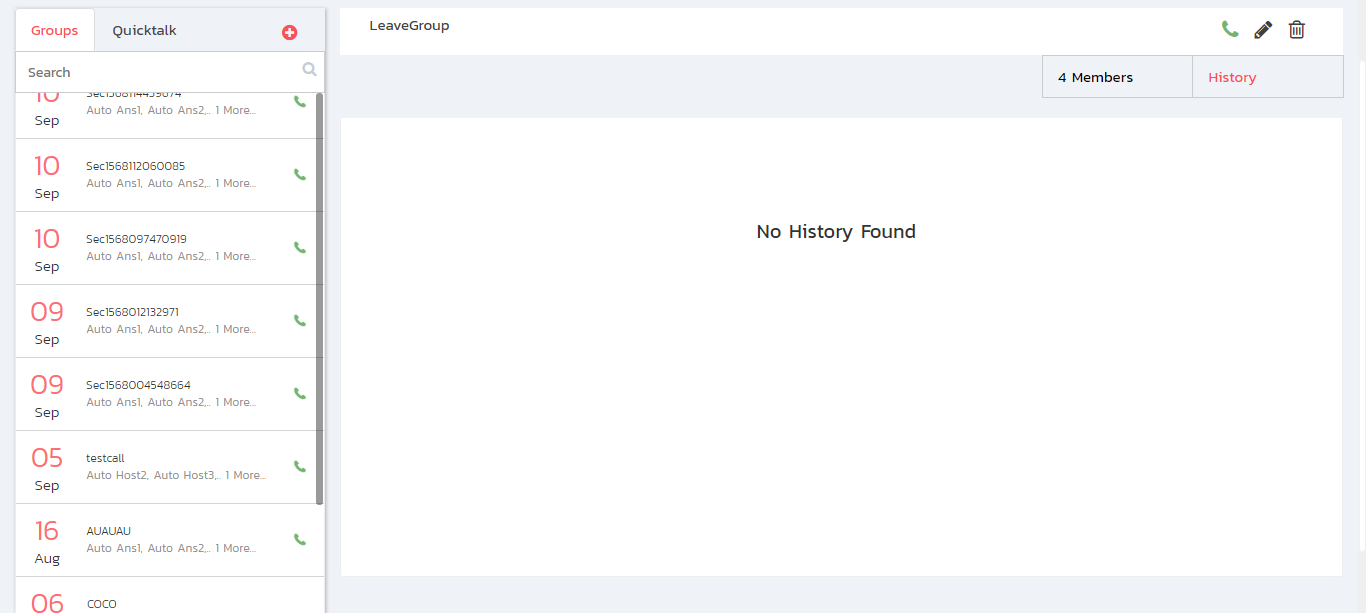 Groups
Quicktalk
LeaveGroup
Search
4 Members
History
10
Sep
Auto Ans1, Auto Ans2,.. 1 More...
10
Sep
Sec1568112060085
Auto Ans1, Auto Ans2,.. 1 More...
10
Sep
Sec1568097470919
Auto Ans1, Auto Ans2,.. 1 More...
09
Sep
Sec1568012132971
Auto Ans1, Auto Ans2,.. 1 More...
09
Sep
Sec1568004548664
Auto Ans1, Auto Ans2,.. 1 More...
05
Sep
testcall
Auto Host2, Auto Host3,.. 1 More...
16
Aug
AUAUAU
Auto Ans1, Auto Ans2,.. 1 More...
06
COCO
No History Found